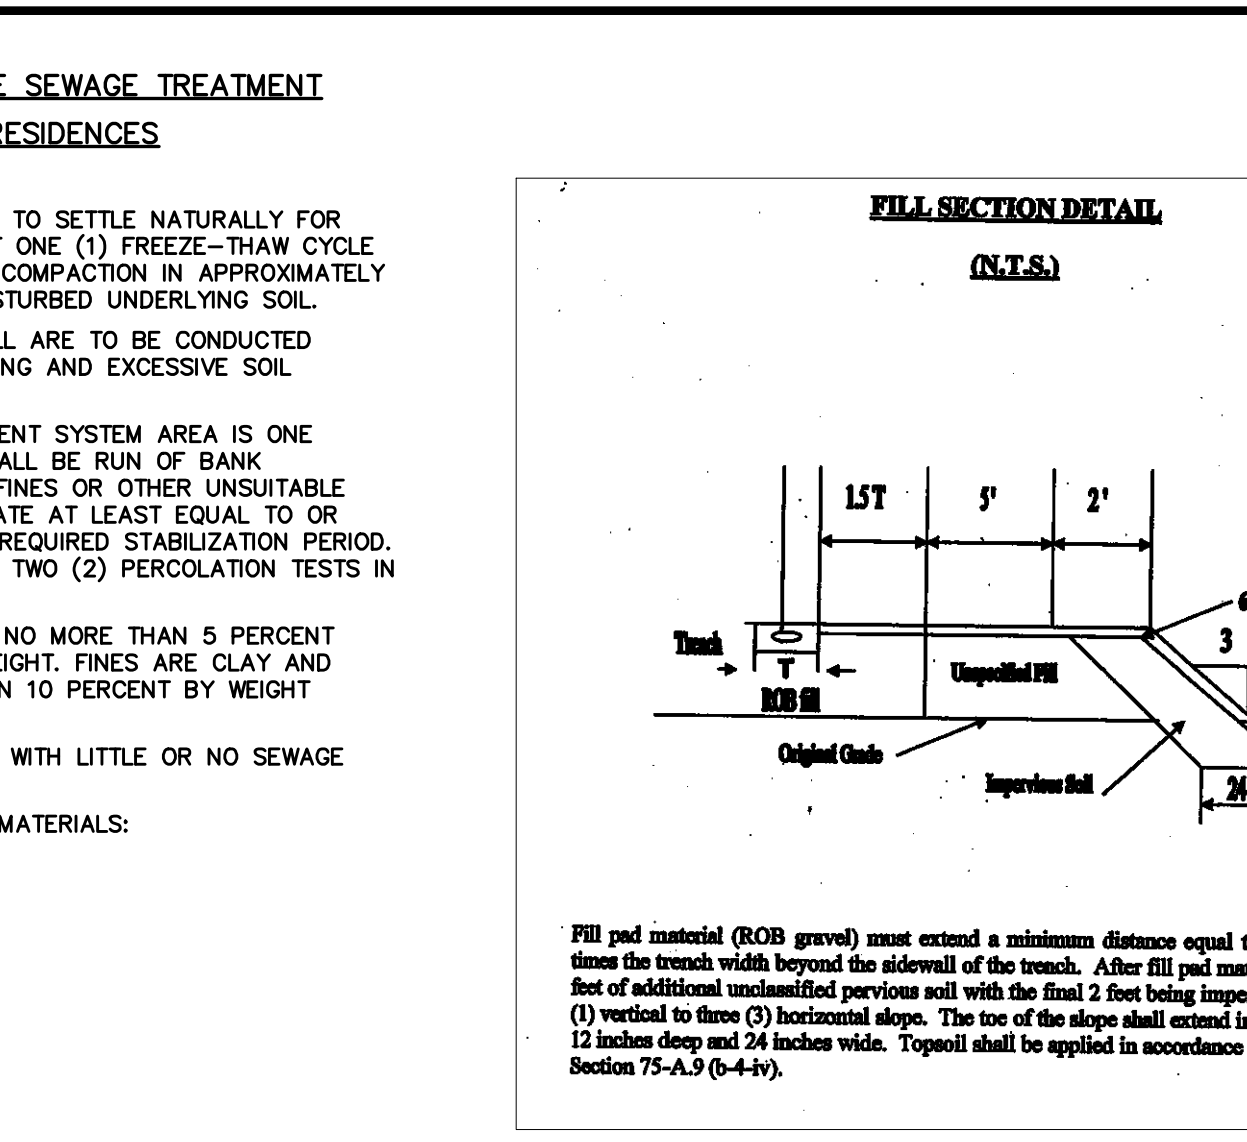 E SEWAGE TREATMENT
RESIDENCES
TO SETTLE NATURALLY FOR
T ONE (1) FREEZE-THAW CYCLE
COMPACTION IN APPROXIMATELY
STURBED UNDERLYING SOIL.
LL ARE TO BE CONDUCTED
NG AND EXCESSIVE SOIL
ENT SYSTEM AREA IS ONE
ALL BE RUN OF BANK
FINES OR OTHER UNSUITABLE
ATE AT LEAST EQUAL TO OR
REQUIRED STABILIZATION PERIOD.
TWO (2) PERCOLATION TESTS IN
NO MORE THAN 5 PERCENT
EIGHT. FINES ARE CLAY AND
N 10 PERCENT BY WEIGHT
WITH LITTLE OR NO SEWAGE
MATERIALS:
FILL SECTION DETAIL
(N.T.S.)
1.5 T
5'
2'
6
3
Trench
T
ROB fill
Unspecified Fill
Original Grade
Impervious Soil
24
Fill pad material (ROB gravel) must extend a minimum distance equal t
times the trench width beyond the sidewall of the trench. After fill pad ma
feet of additional unclassified pervious soil with the final 2 feet being impe
(1) vertical to three (3) horizontal slope. The toe of the slope shall extend in
12 inches deep and 24 inches wide. Topsoil shall be applied in accordance
Section 75-A.9 (b-4-iv).